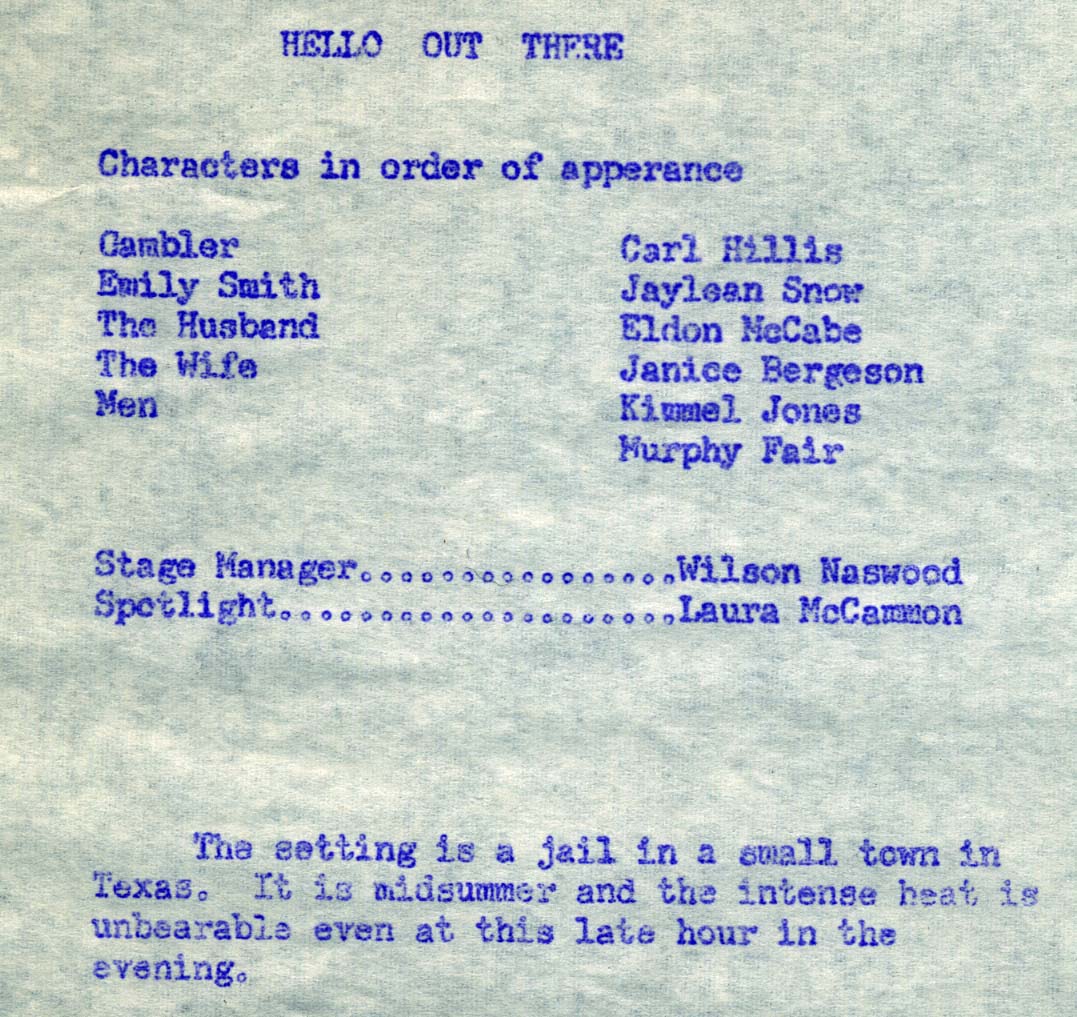 HELLO OUT THERE
Characters in order of apperance
Gambler Carl Hillis
Emily Smith Jaylean Snow
The Husband Eldon McCabe
The Wife Janice Bergeson
Men Kimmel Jones
Murphy Fair
Stage Manager................Wilson Naswood
Spotlight....................Laura McCammon
The setting is a jail in a small town in
Texas. It is midsummer and the intense heat is
unbearable even at this late hour in the
evening.